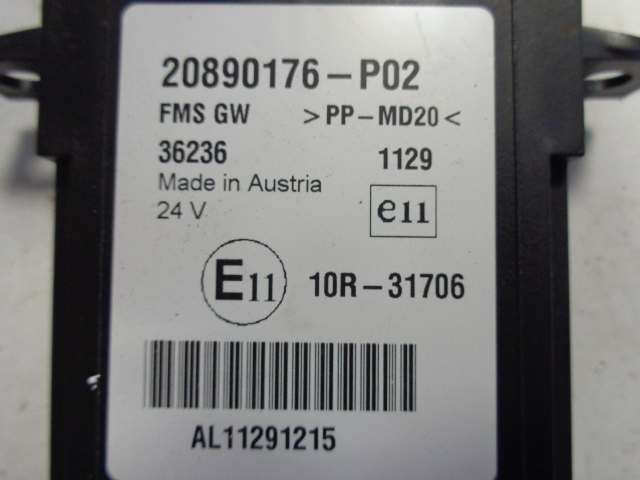 20890176-P02
FMS GW >PP-MD20<
36236 1129
Made in Austria
24 V e11
E11 10R-31706
AL11291215